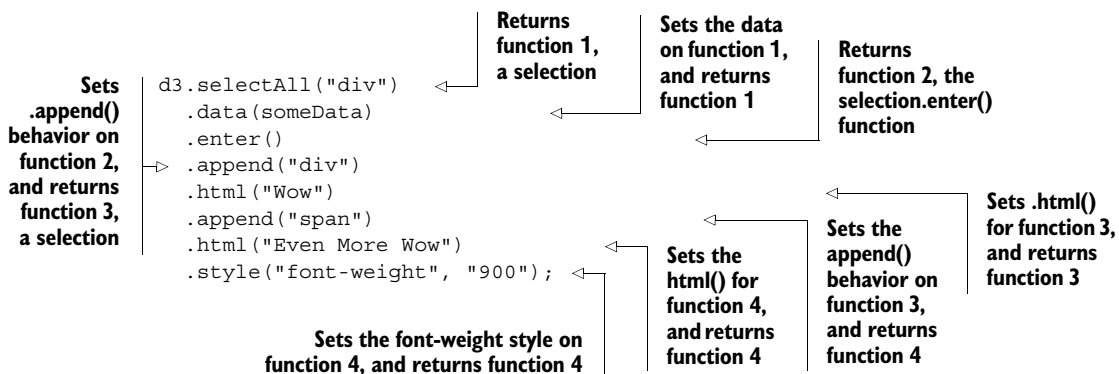 Returns
function 1,
a selection
Sets the data
on function 1,
and returns
function 1
Returns
function 2, the
selection.enter()
function
Sets
.append()
behavior on
function 2,
and returns
function 3,
a selection
d3.selectAll("div")
.data(someData)
.enter()
.append("div")
.html("Wow")
.append("span")
.html("Even More Wow")
.style("font-weight", "900");
Sets .html()
for function 3,
and returns
function 3
Sets the
append()
behavior on
function 3,
and returns
function 4
Sets the
html() for
function 4,
and returns
function 4
Sets the font-weight style on
function 4, and returns function 4